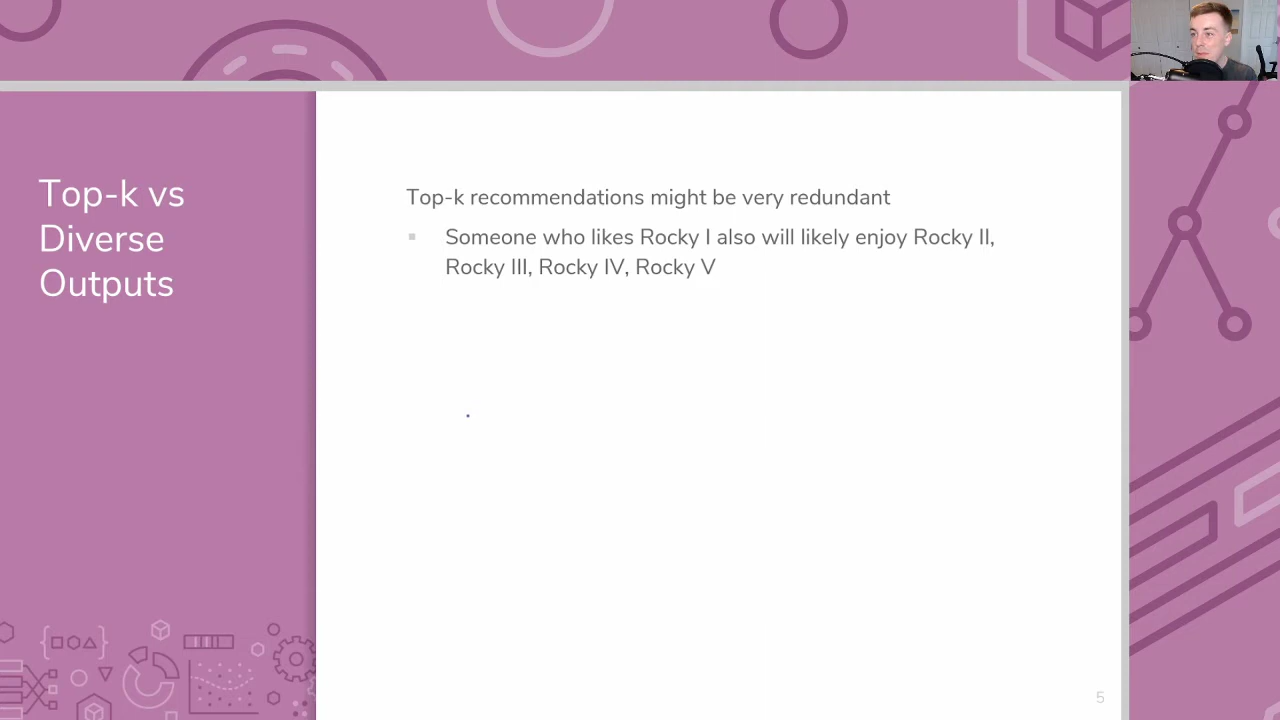 Top-k vs
Diverse
Outputs
Top-k recommendations might be very redundant
Someone who likes Rocky I also will likely enjoy Rocky II,
Rocky III, Rocky IV, Rocky V
5